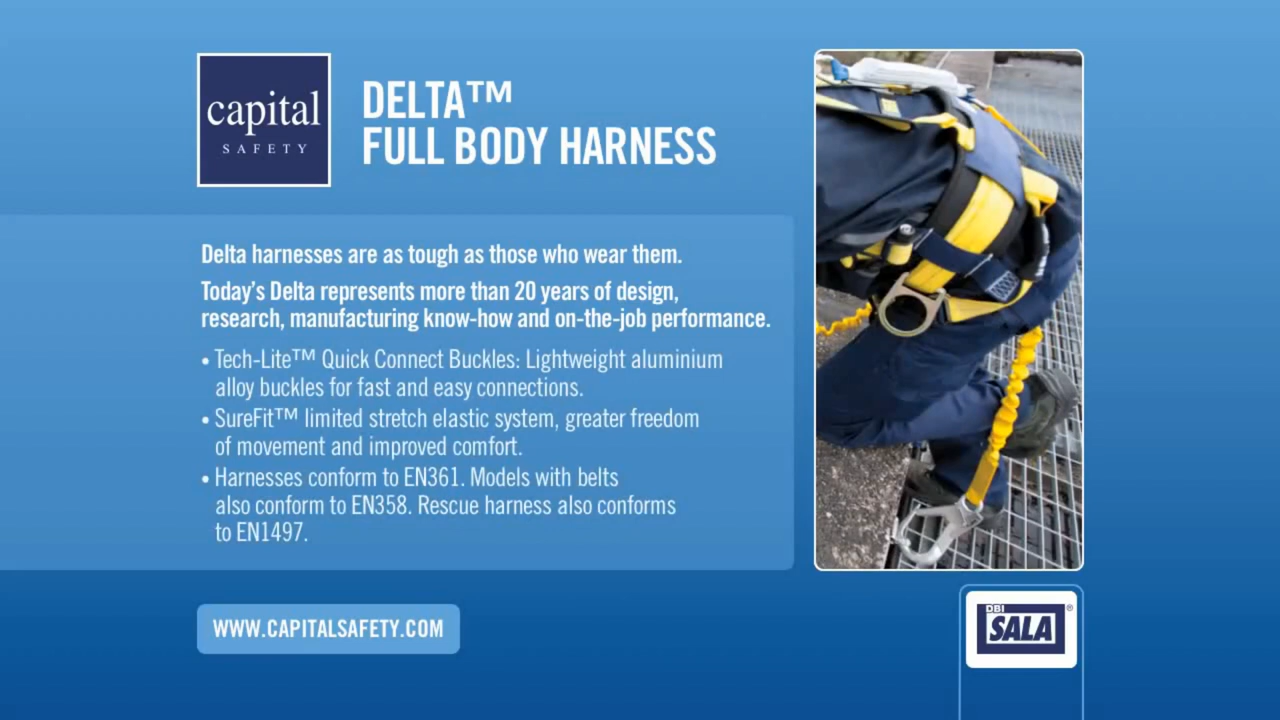 capital
SAFETY
DELTA™
FULL BODY HARNESS
Delta harnesses are as tough as those who wear them.
Today's Delta represents more than 20 years of design,
research, manufacturing know-how and on-the-job performance.
• Tech-Lite™ Quick Connect Buckles: Lightweight aluminium
alloy buckles for fast and easy connections.
• SureFit™ limited stretch elastic system, greater freedom
of movement and improved comfort.
• Harnesses conform to EN361. Models with belts
also conform to EN358. Rescue harness also conforms
to EN1497.
WWW.CAPITALSAFETY.COM
DBI
SALA®